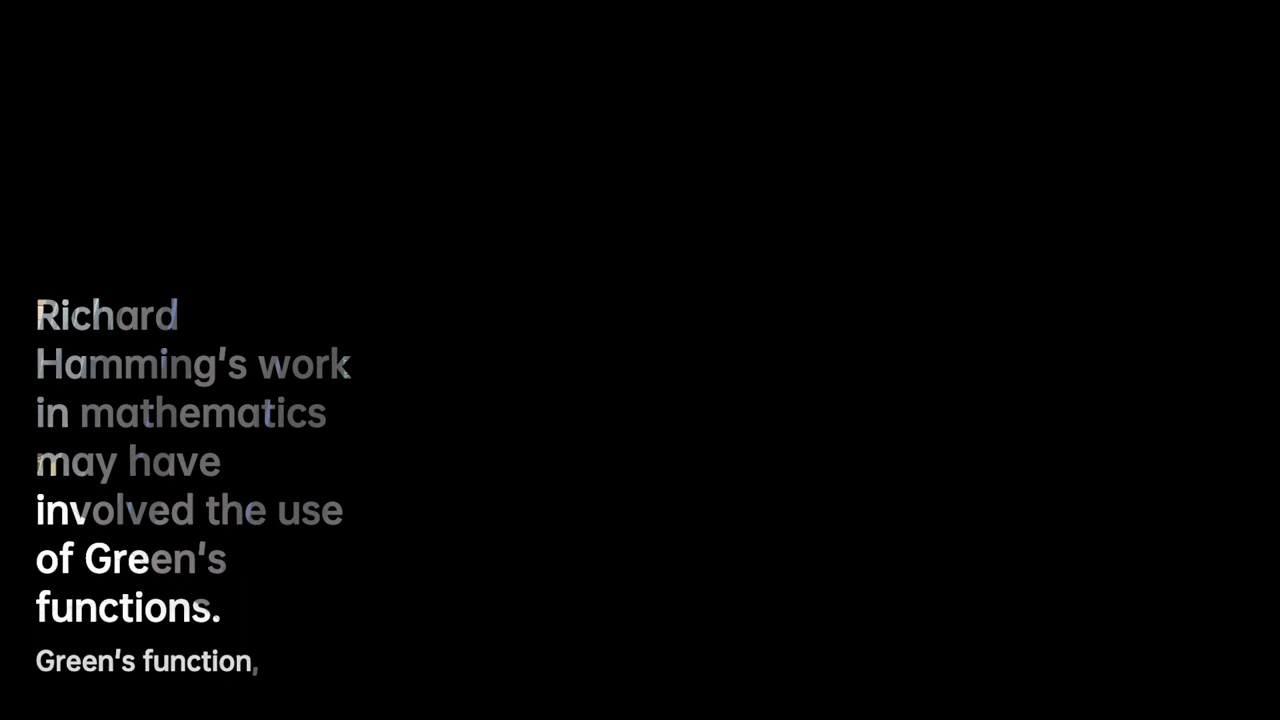 Richard
Hamming's work
in mathematics
may have
involved the use
of Green's
functions.
Green's function,